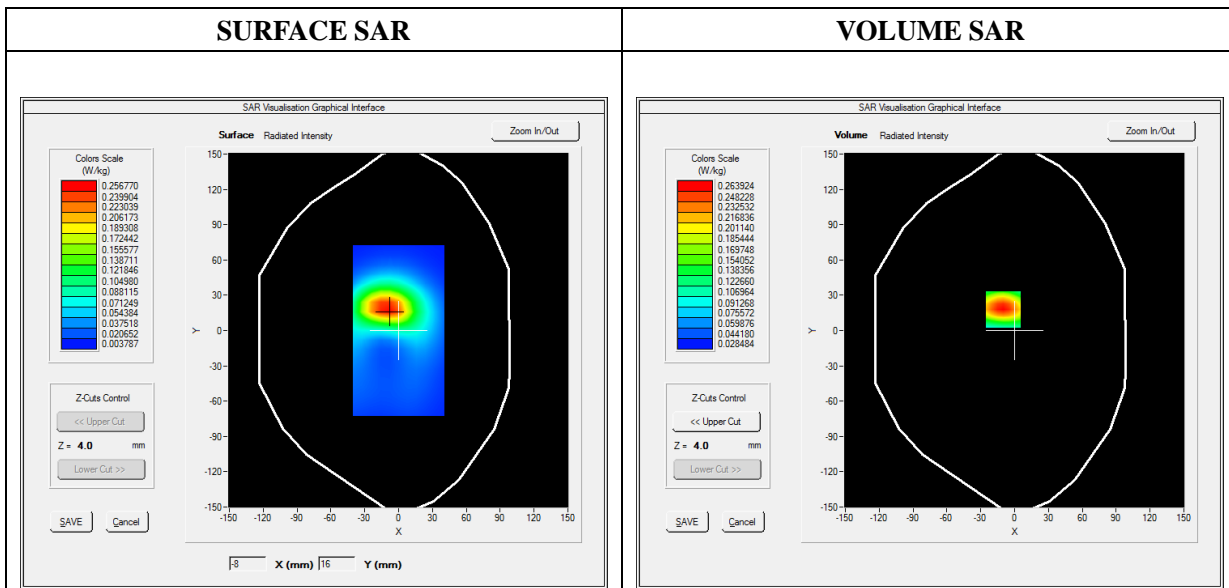 SURFACE SAR
SAR Visualisation Graphical Interface
Surface Radiated Intensity
Zoom In/Out
Colors Scale
(W/kg)
0.256770
0.239904
0.223039
0.206173
0.189308
0.172442
0.155577
0.138711
0.121846
0.104980
0.088115
0.071249
0.054384
0.037518
0.020652
0.003787
Z-Cuts Control
<< Upper Cut
Z = 4.0 mm
Lower Cut >>
SAVE Cancel
150
120
90
60
30
0
-30
-60
-90
-120
-150
Y
-150 -120 -90 -60 -30 0 30 60 90 120 150
X
-8 X (mm) 16 Y (mm)
VOLUME SAR
SAR Visualisation Graphical Interface
Volume Radiated Intensity
Zoom In/Out
Colors Scale
(W/kg)
0.263924
0.248228
0.232532
0.216836
0.201140
0.185444
0.169748
0.154052
0.138356
0.122660
0.106964
0.091268
0.075572
0.059876
0.044180
0.028484
Z-Cuts Control
<< Upper Cut
Z = 4.0 mm
Lower Cut >>
SAVE Cancel
150
120
90
60
30
0
-30
-60
-90
-120
-150
Y
-150 -120 -90 -60 -30 0 30 60 90 120 150
X